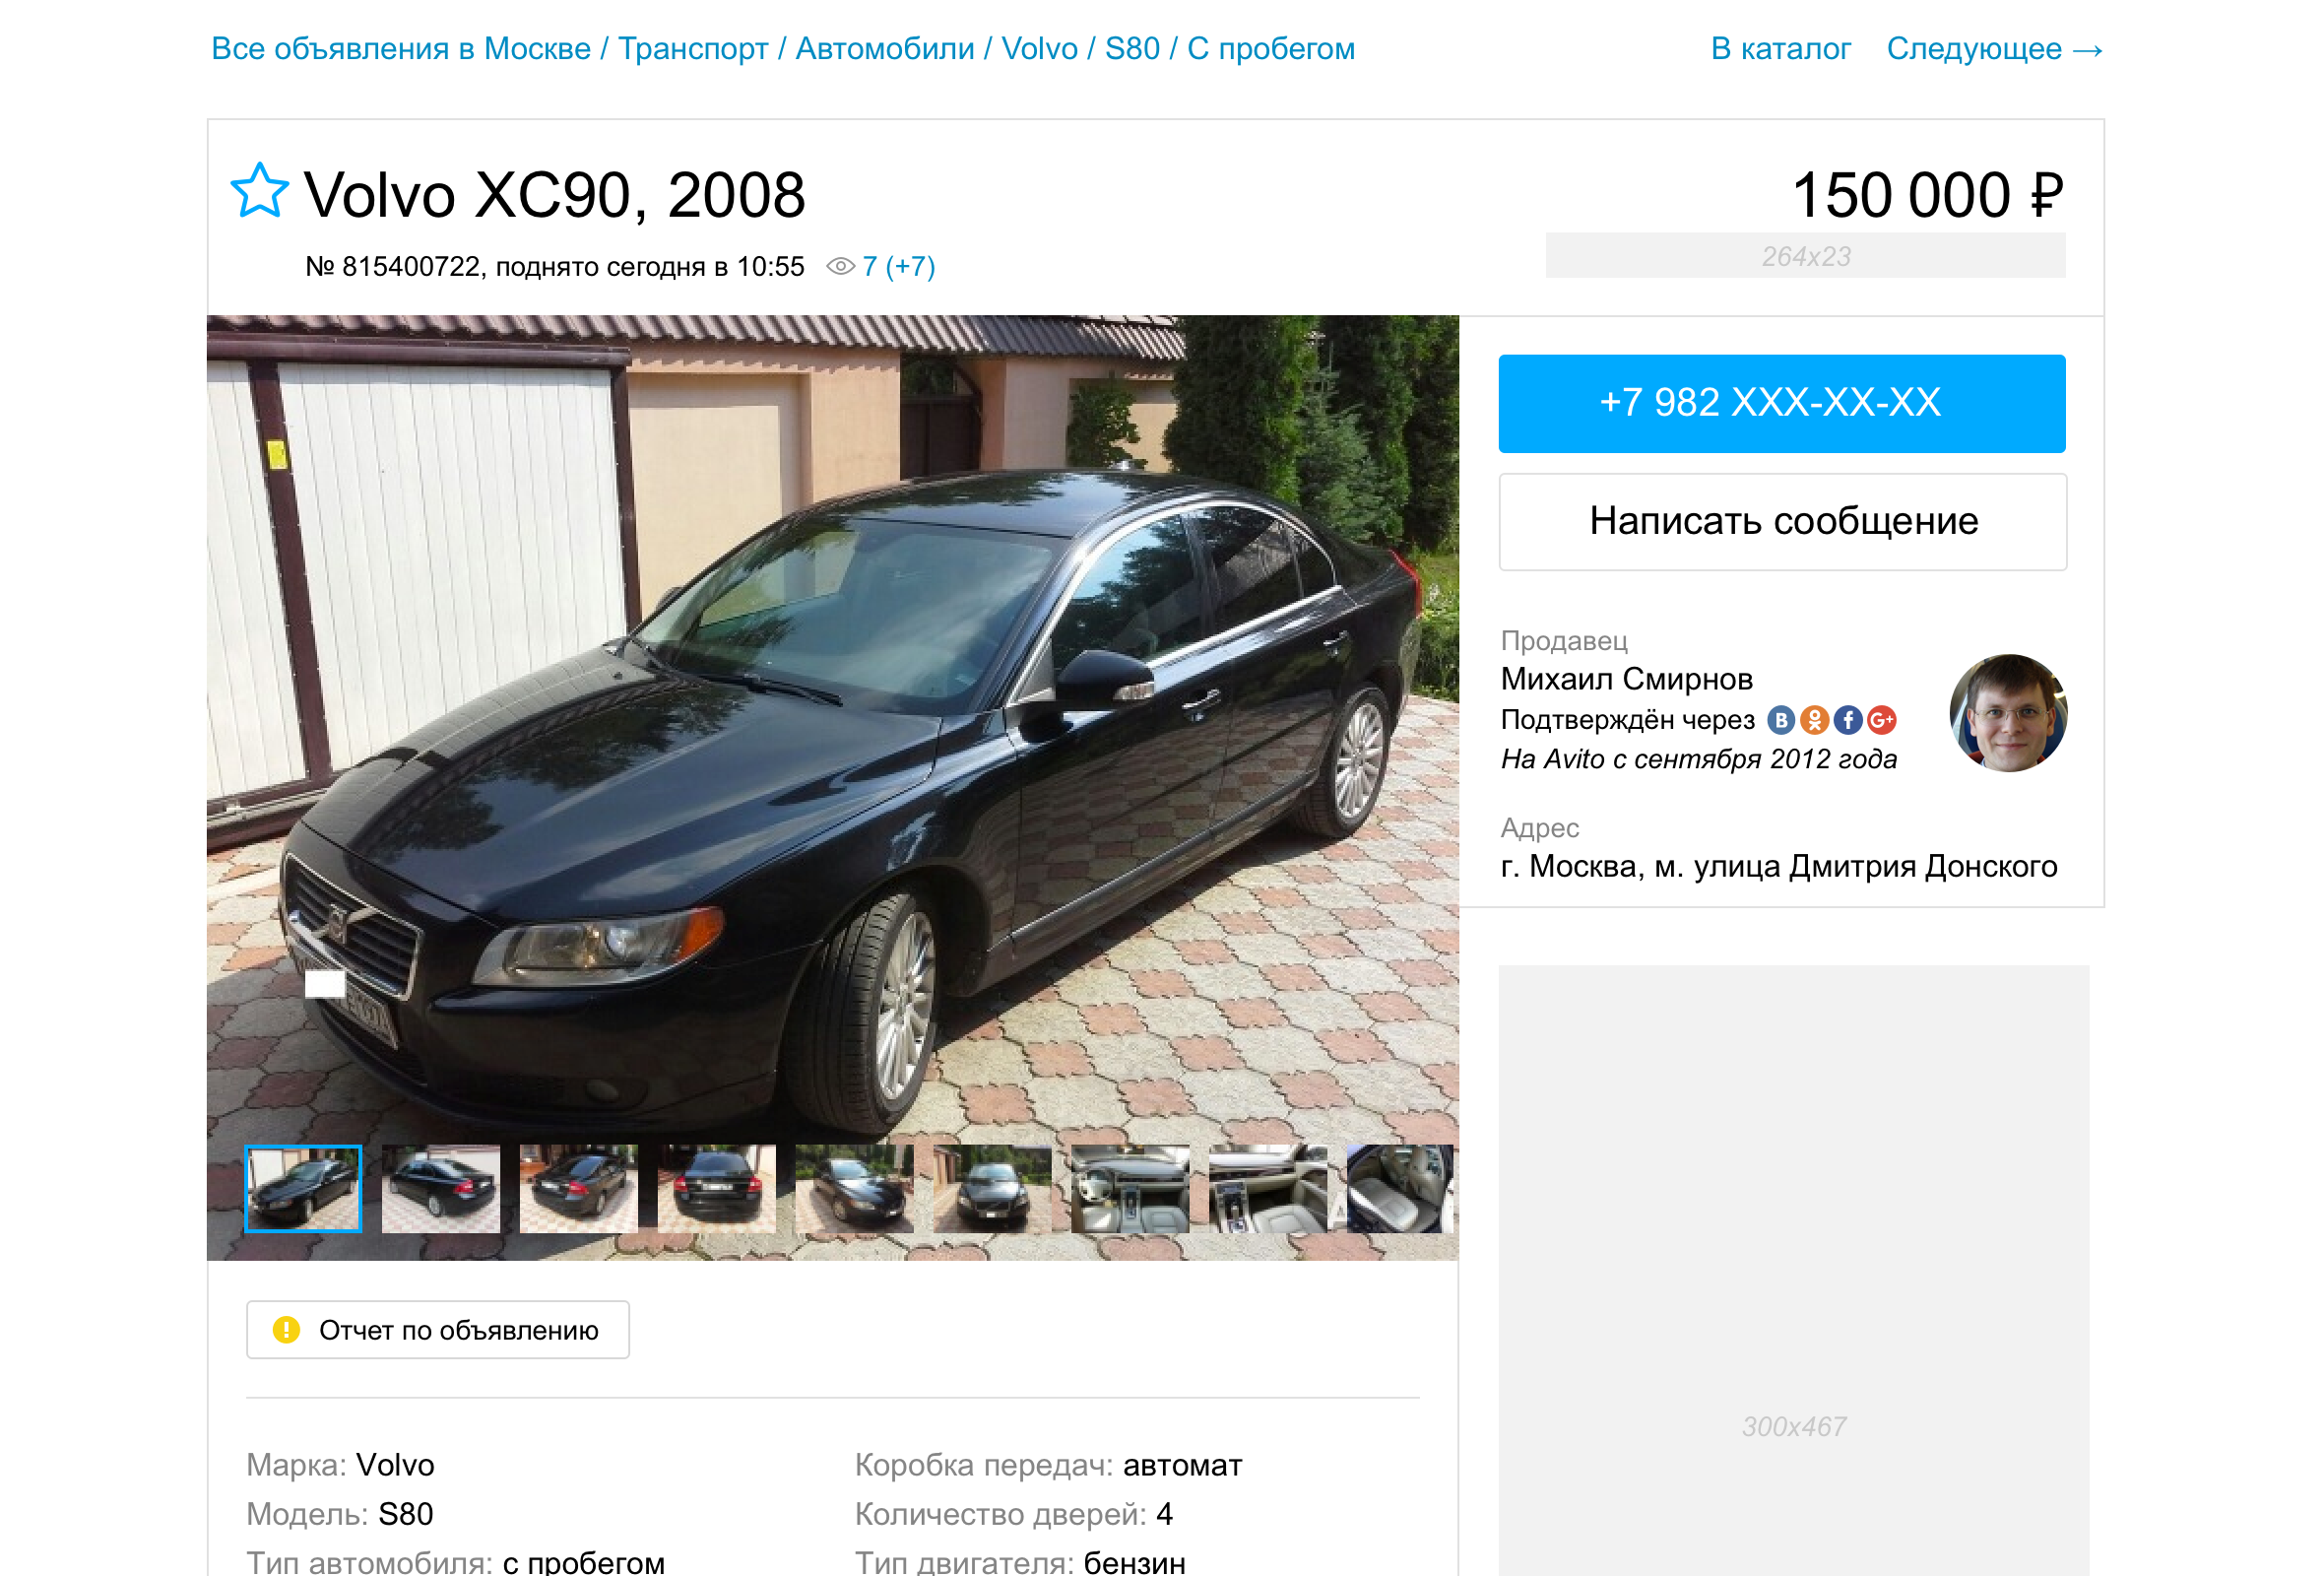 Все объявления в Москве / Транспорт / Автомобили / Volvo / S80 / С пробегом
В каталог Следующее →
Volvo XC90, 2008
150 000 ₽
№ 815400722, поднято сегодня в 10:55 7 (+7)
264x23
+7 982 XXX-XX-XX
Написать сообщение
Продавец
Михаил Смирнов
Подтверждён через
На Avito с сентября 2012 года
Адрес
г. Москва, м. улица Дмитрия Донского
Отчет по объявлению
300x467
Марка: Volvo
Коробка передач: автомат
Модель: S80
Количество дверей: 4
Тип автомобиля: с пробегом
Тип двигателя: бензин